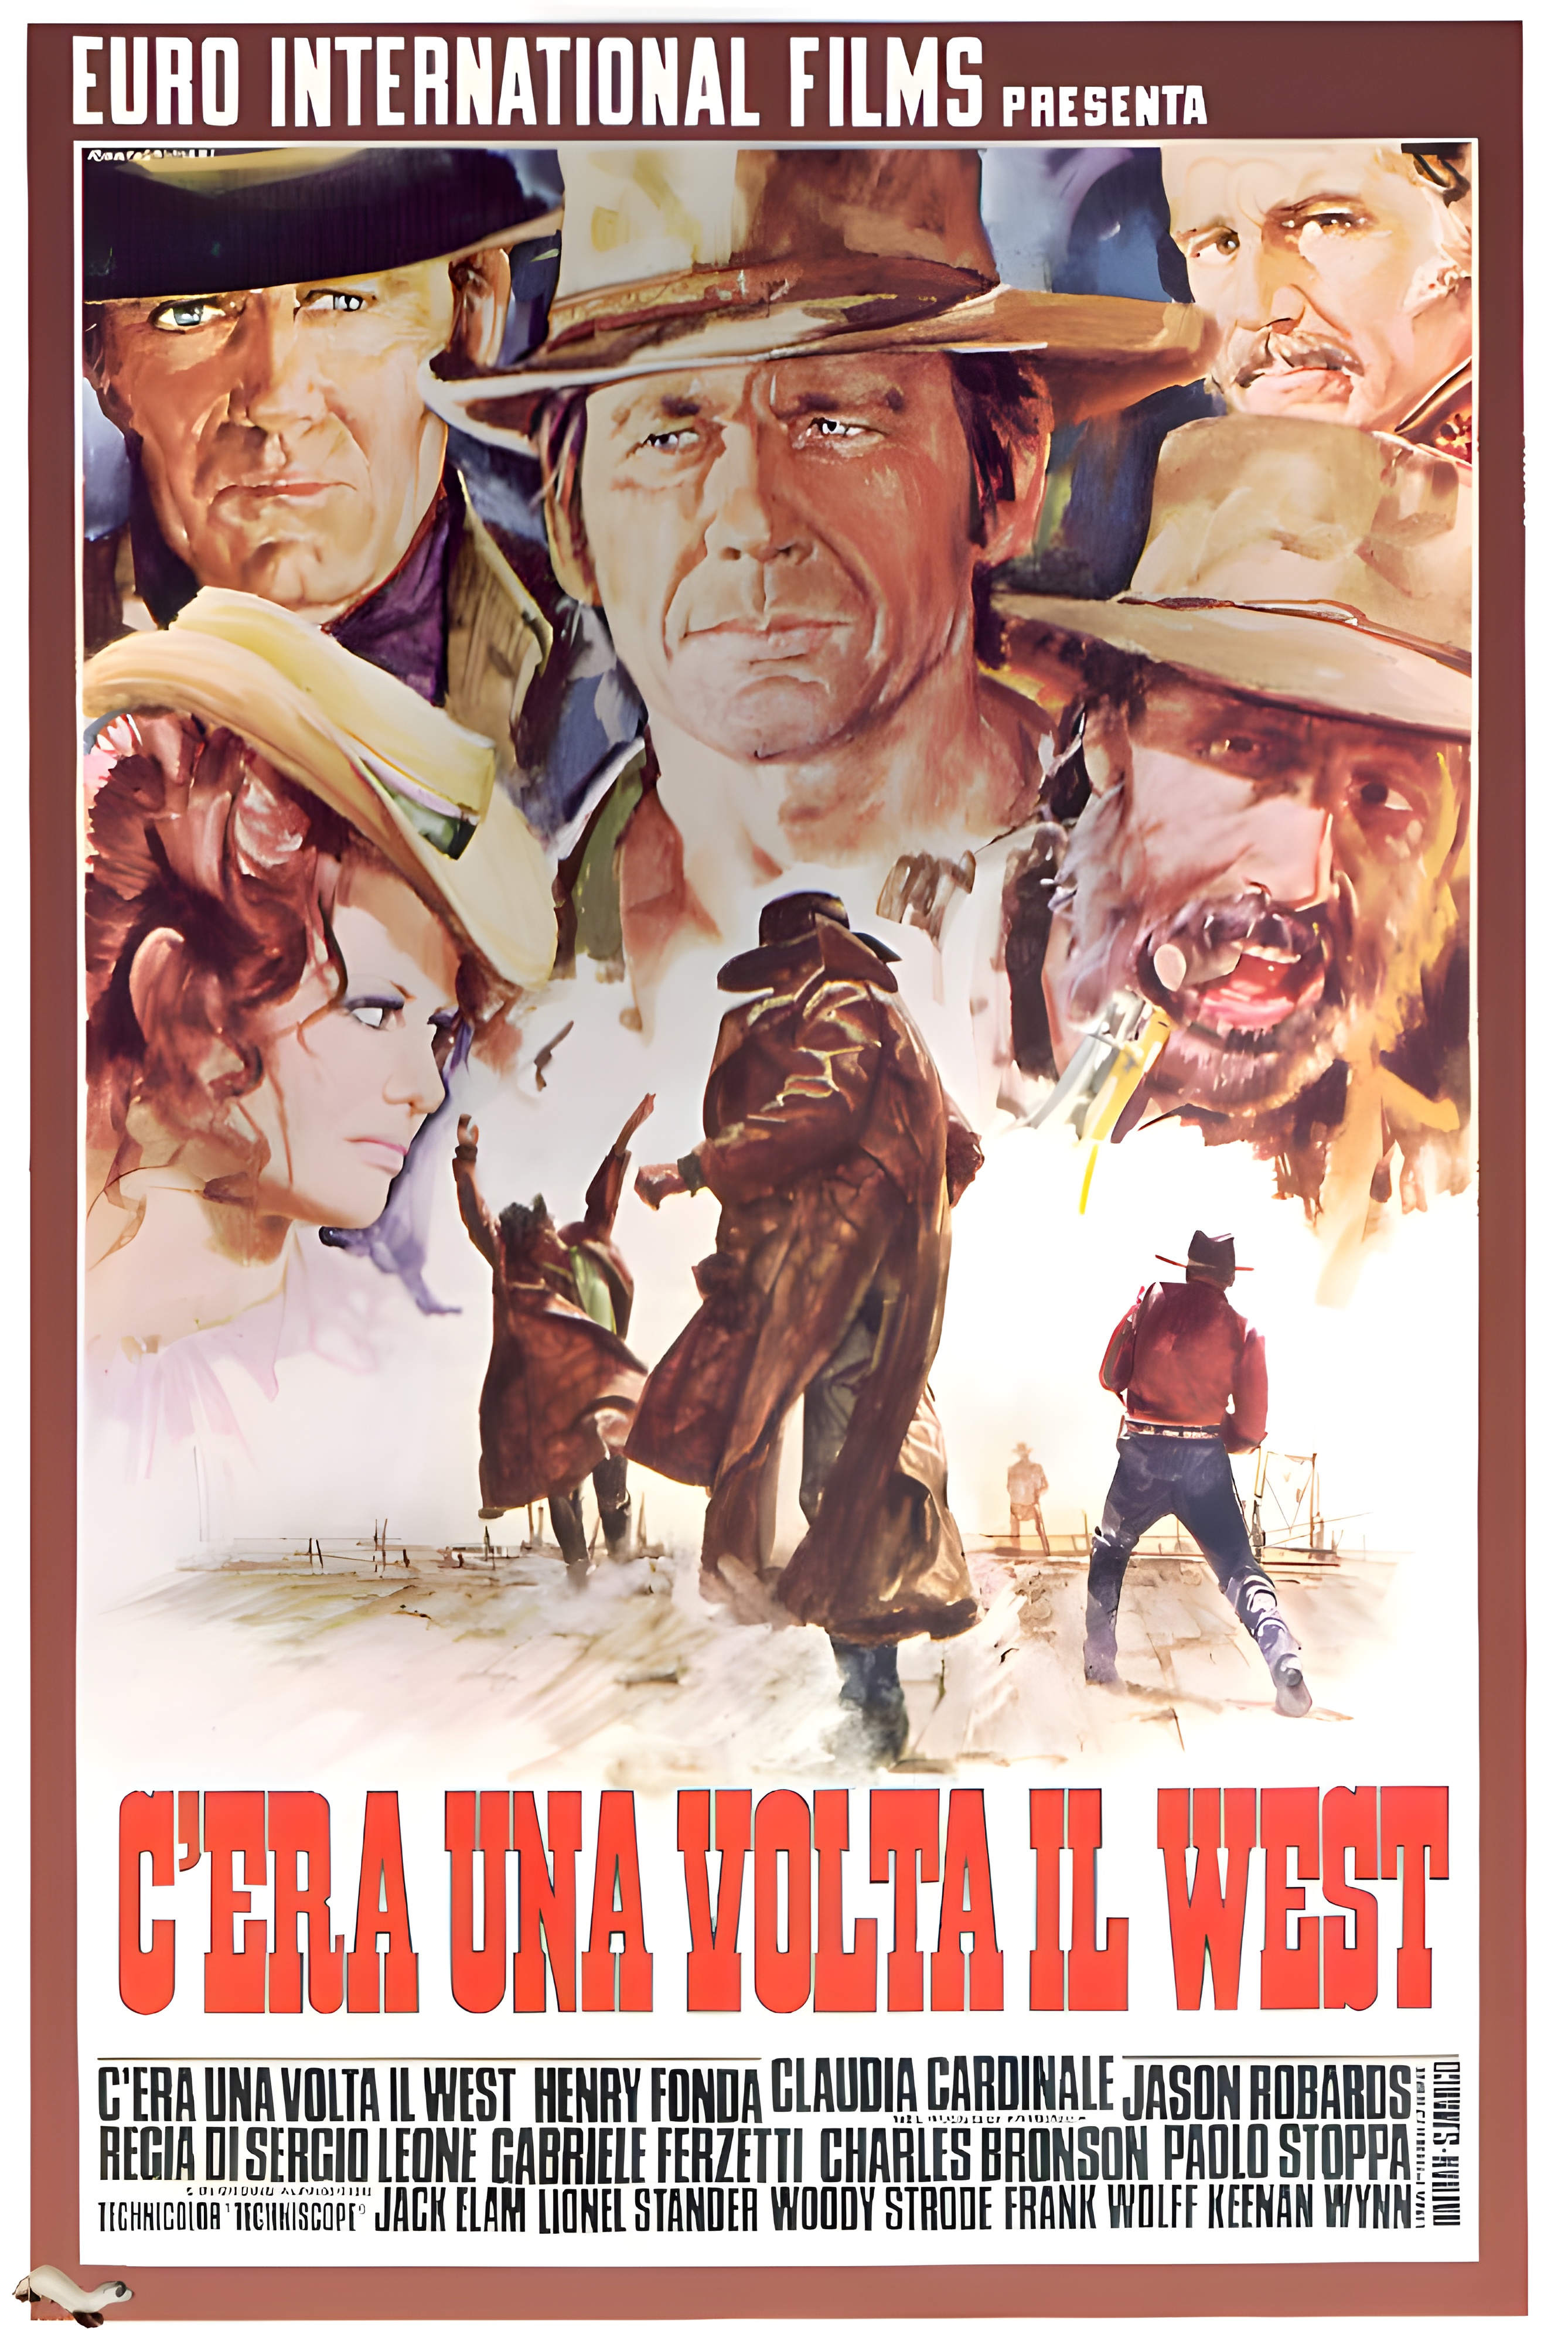 EURO INTERNATIONAL FILMS PRESENTA
C'ERA UNA VOLTA IL WEST
C'ERA UNA VOLTA IL WEST HENRY FONDA CLAUDIA CARDINALE JASON ROBARDS
REGIA DI SERGIO LEONE GABRIELE FERZETTI CHARLES BRONSON PAOLO STOPPA
TECHNICOLOR TECHNISCOPE JACK ELAM LIONEL STANDER WOODY STRODE FRANK WOLFF KEENAN WYNN